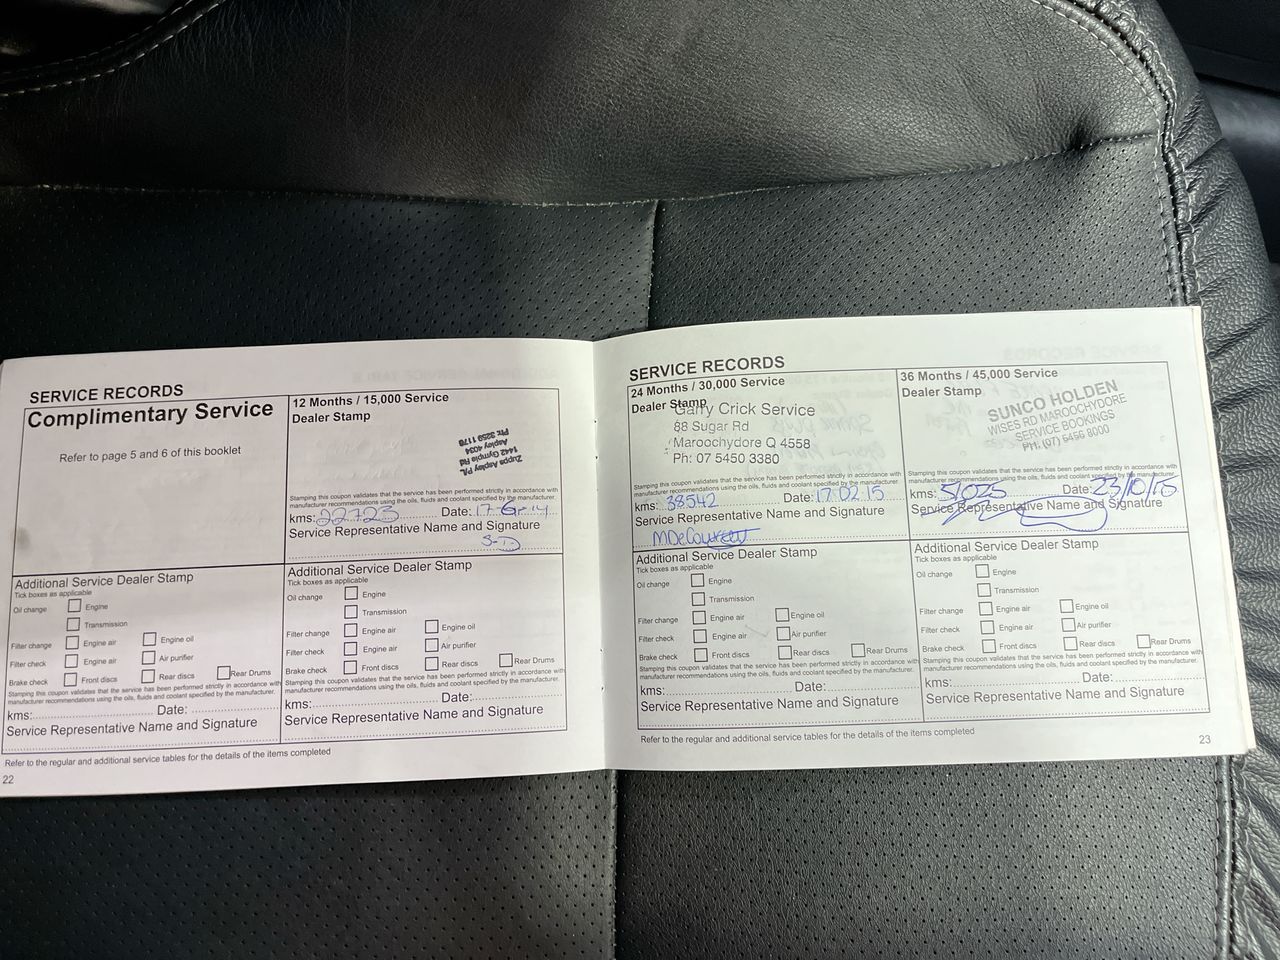 SERVICE RECORDS
Complimentary Service
Refer to page 5 and 6 of this booklet
Additional Service Dealer Stamp
Tick boxes as applicable
Oil change Engine
Transmission
Filter change Engine air Engine oil
Filter check Engine air Air purifier
Brake check Front discs Rear discs Rear Drums
Stamping this coupon validates that the service has been performed strictly in accordance with
manufacturer recommendations using the oils, fluids and coolant specified by the manufacturer.
kms: Date:
Service Representative Name and Signature
12 Months / 15,000 Service
Dealer Stamp
Zupps Aspley P/L
1442 Gympie Rd
Aspley 4034
Ph: 3259 1178
Stamping this coupon validates that the service has been performed strictly in accordance with
manufacturer recommendations using the oils, fluids and coolant specified by the manufacturer.
kms: 22723 Date: 17-6-14
Service Representative Name and Signature
Additional Service Dealer Stamp
Tick boxes as applicable
Oil change Engine
Transmission
Filter change Engine air Engine oil
Filter check Engine air Air purifier
Brake check Front discs Rear discs Rear Drums
Stamping this coupon validates that the service has been performed strictly in accordance with
manufacturer recommendations using the oils, fluids and coolant specified by the manufacturer.
kms: Date:
Service Representative Name and Signature
Refer to the regular and additional service tables for the details of the items completed
22
SERVICE RECORDS
24 Months / 30,000 Service
Dealer Stamp
Garry Crick Service
88 Sugar Rd
Maroochydore Q 4558
Ph: 07 5450 3380
Stamping this coupon validates that the service has been performed strictly in accordance with
manufacturer recommendations using the oils, fluids and coolant specified by the manufacturer.
kms: 38542 Date: 17.02.15
Service Representative Name and Signature
Additional Service Dealer Stamp
Tick boxes as applicable
Oil change Engine
Transmission
Filter change Engine air Engine oil
Filter check Engine air Air purifier
Brake check Front discs Rear discs Rear Drums
Stamping this coupon validates that the service has been performed strictly in accordance with
manufacturer recommendations using the oils, fluids and coolant specified by the manufacturer.
kms: Date:
Service Representative Name and Signature
36 Months / 45,000 Service
Dealer Stamp
SUNCO HOLDEN
WISES RD MAROOCHYDORE
SERVICE BOOKINGS
PH: (07) 5456 8000
Stamping this coupon validates that the service has been performed strictly in accordance with
manufacturer recommendations using the oils, fluids and coolant specified by the manufacturer.
kms: 51025 Date: 23/10/15
Service Representative Name and Signature
Additional Service Dealer Stamp
Tick boxes as applicable
Oil change Engine
Transmission
Filter change Engine air Engine oil
Filter check Engine air Air purifier
Brake check Front discs Rear discs Rear Drums
Stamping this coupon validates that the service has been performed strictly in accordance with
manufacturer recommendations using the oils, fluids and coolant specified by the manufacturer.
kms: Date:
Service Representative Name and Signature
Refer to the regular and additional service tables for the details of the items completed
23